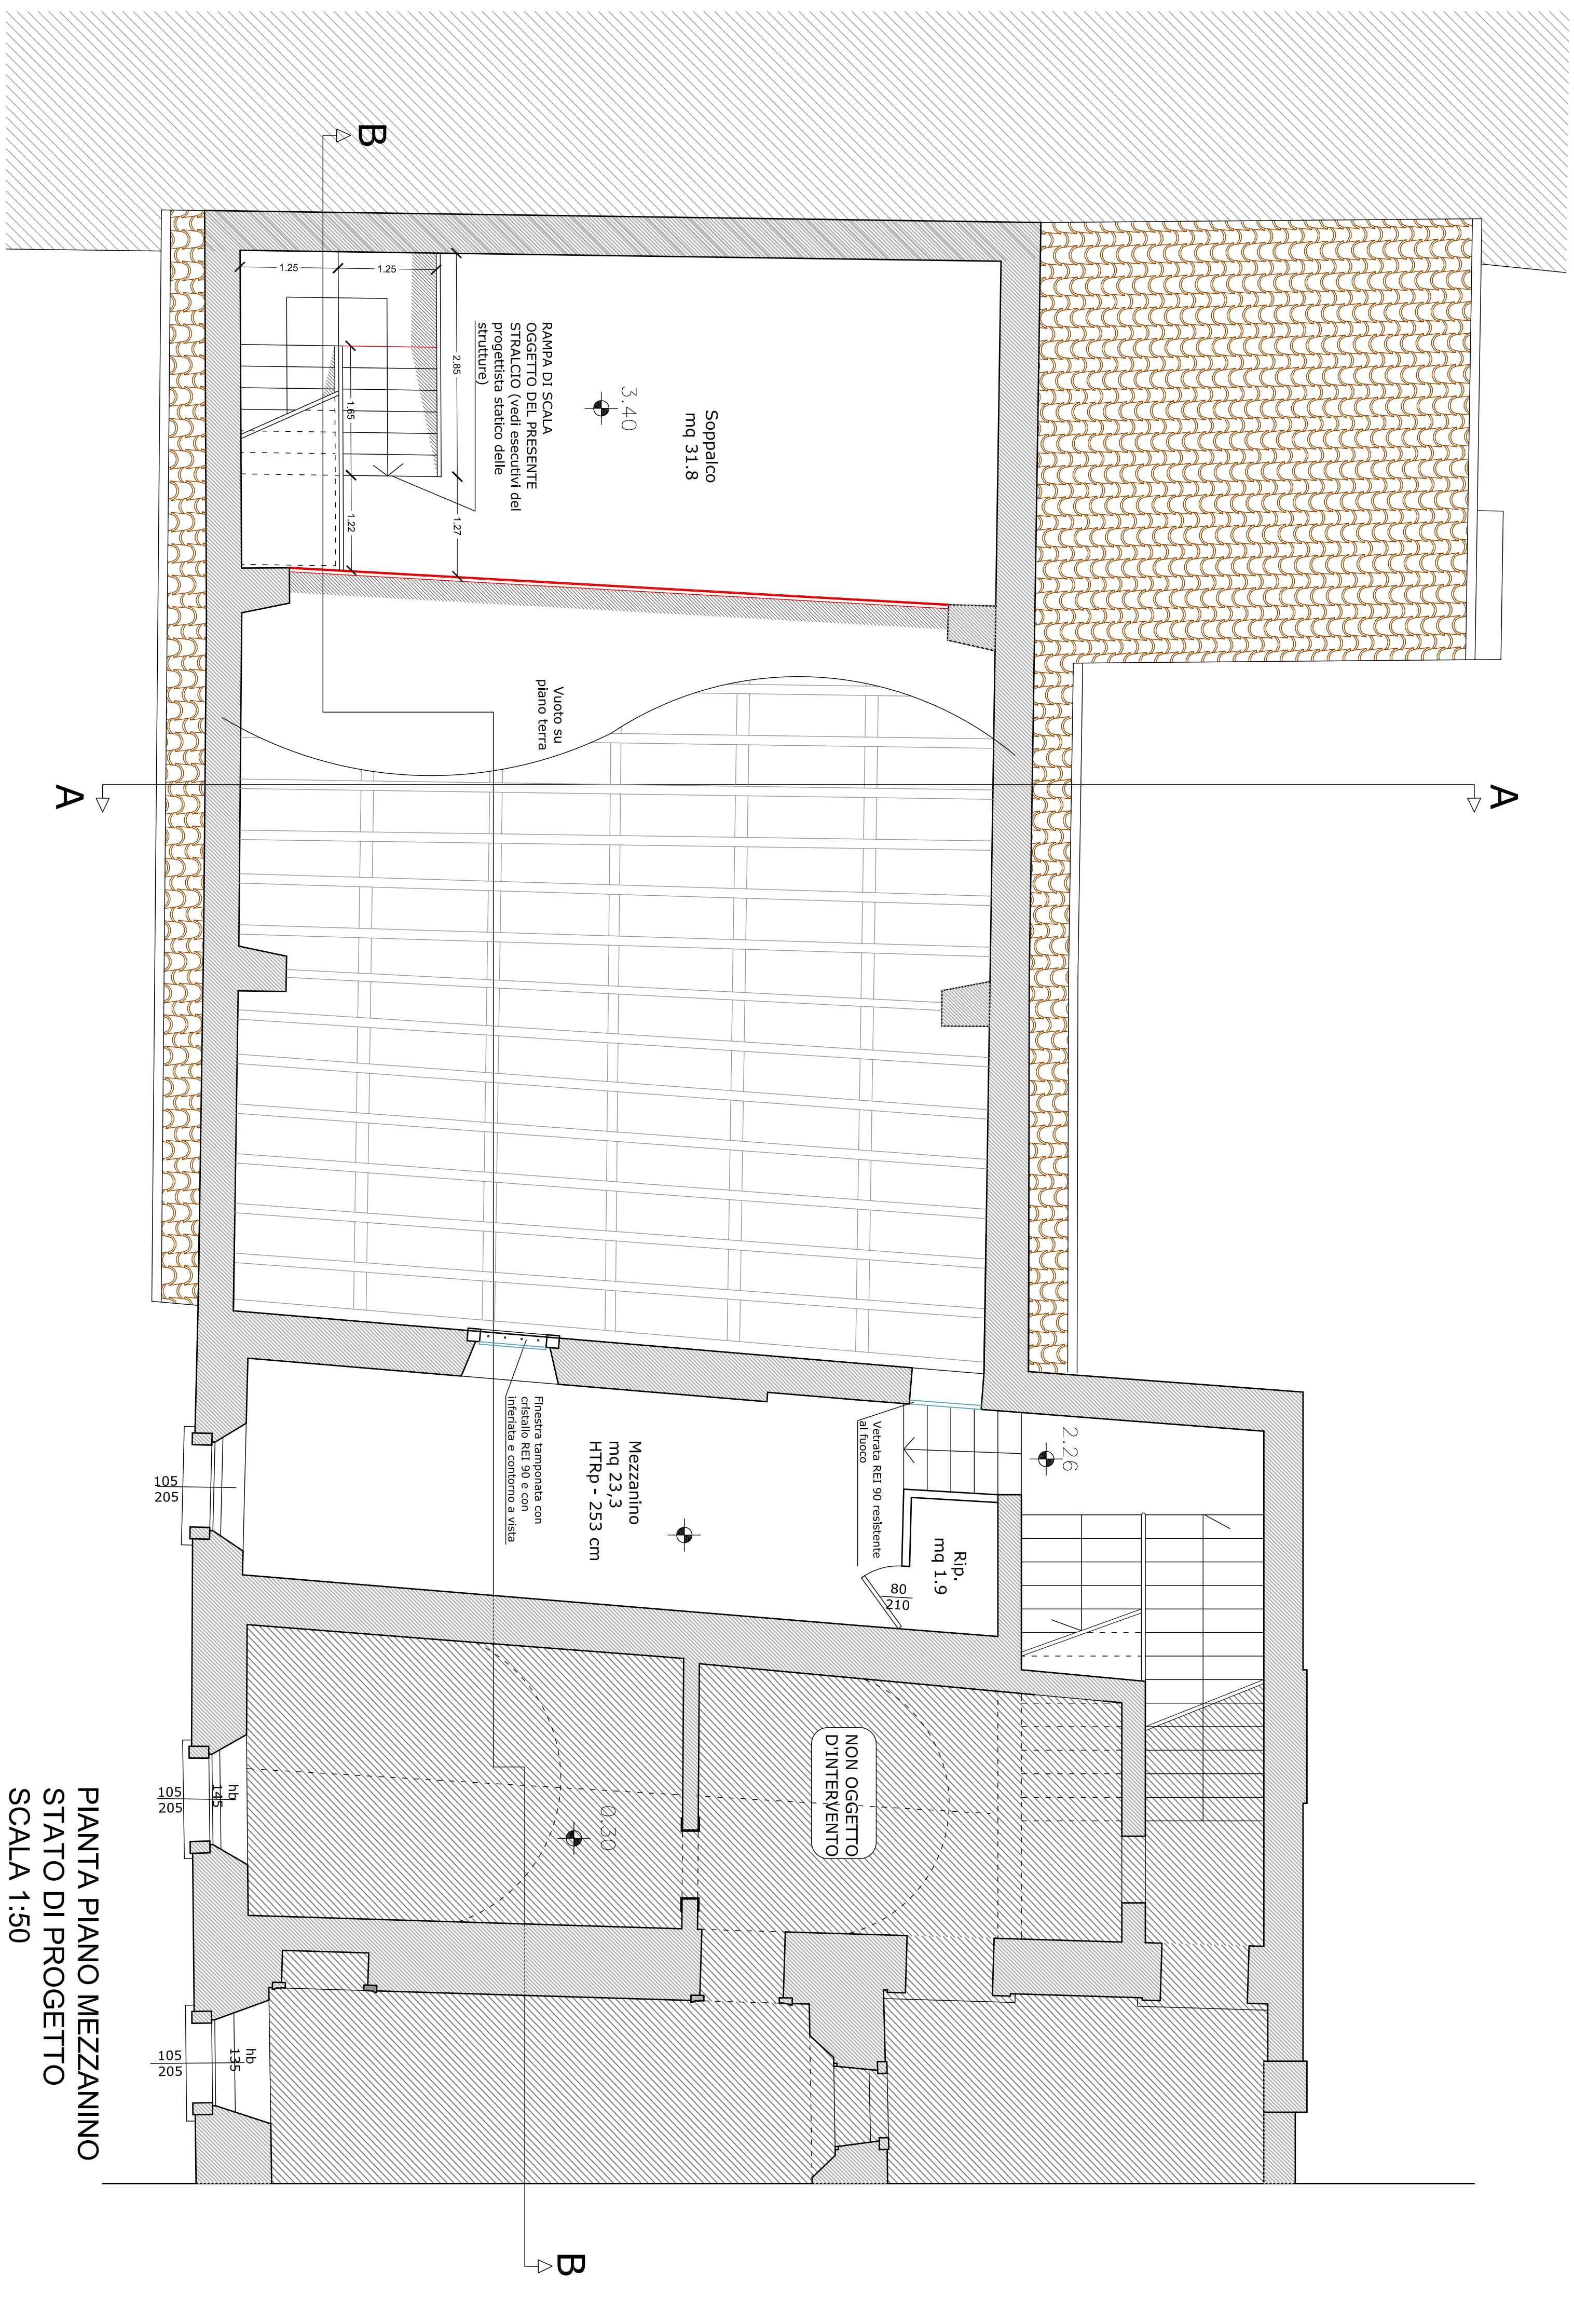 B
1.25
1.25
2.85
1.65
1.22
1.27
RAMPA DI SCALA
OGGETTO DEL PRESENTE
STRALCIO (vedi esecutivi del
progettista statico delle
strutture)
3.40
Soppalco
mq 31.8
Vuoto su
piano terra
A
A
Finestra tamponata con
cristallo REI 90 e con
inferiata e contorno a vista
Mezzanino
mq 23,3
HTRp - 253 cm
Vetrata REI 90 resistente
al fuoco
2.26
Rip.
mq 1.9
80
210
105
205
NON OGGETTO
D'INTERVENTO
0.30
hb
145
105
205
hb
135
105
205
B
PIANTA PIANO MEZZANINO
STATO DI PROGETTO
SCALA 1:50